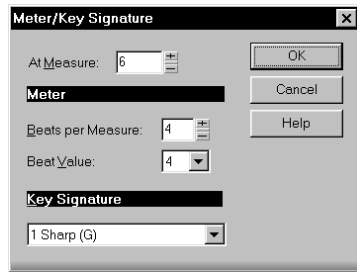 Meter/Key Signature
At Measure: 6
OK
Meter
Cancel
Beats per Measure: 4
Help
Beat Value: 4
Key Signature
1 Sharp (G)